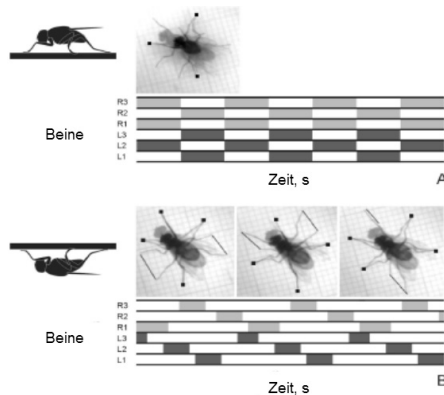 R3
R2
R1
L3
L2
L1
Beine
Zeit, s
A
R3
R2
R1
L3
L2
L1
Beine
Zeit, s
B